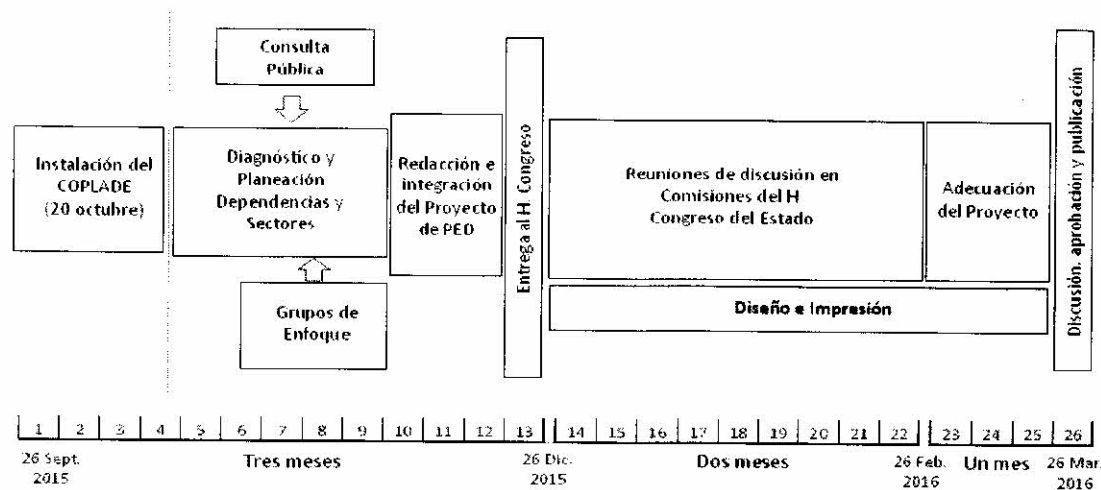 Consulta
Pública
Instalación del
COPLADE
(20 octubre)
Diagnóstico y
Planeación
Dependencias y
Sectores
Redacción e
integración
del Proyecto
de PED
Grupos de
Enfoque
Entrega al H. Congreso
Reuniones de discusión en
Comisiones del H
Congreso del Estado
Adecuación
del Proyecto
Diseño e Impresión
Discusión, aprobación y publicación
1 2 3 4 5 6 7 8 9 10 11 12 13 14 15 16 17 18 19 20 21 22 23 24 25 26
26 Sept.
2015
Tres meses
26 Dic.
2015
Dos meses
26 Feb.
2016
Un mes
26 Mar.
2016